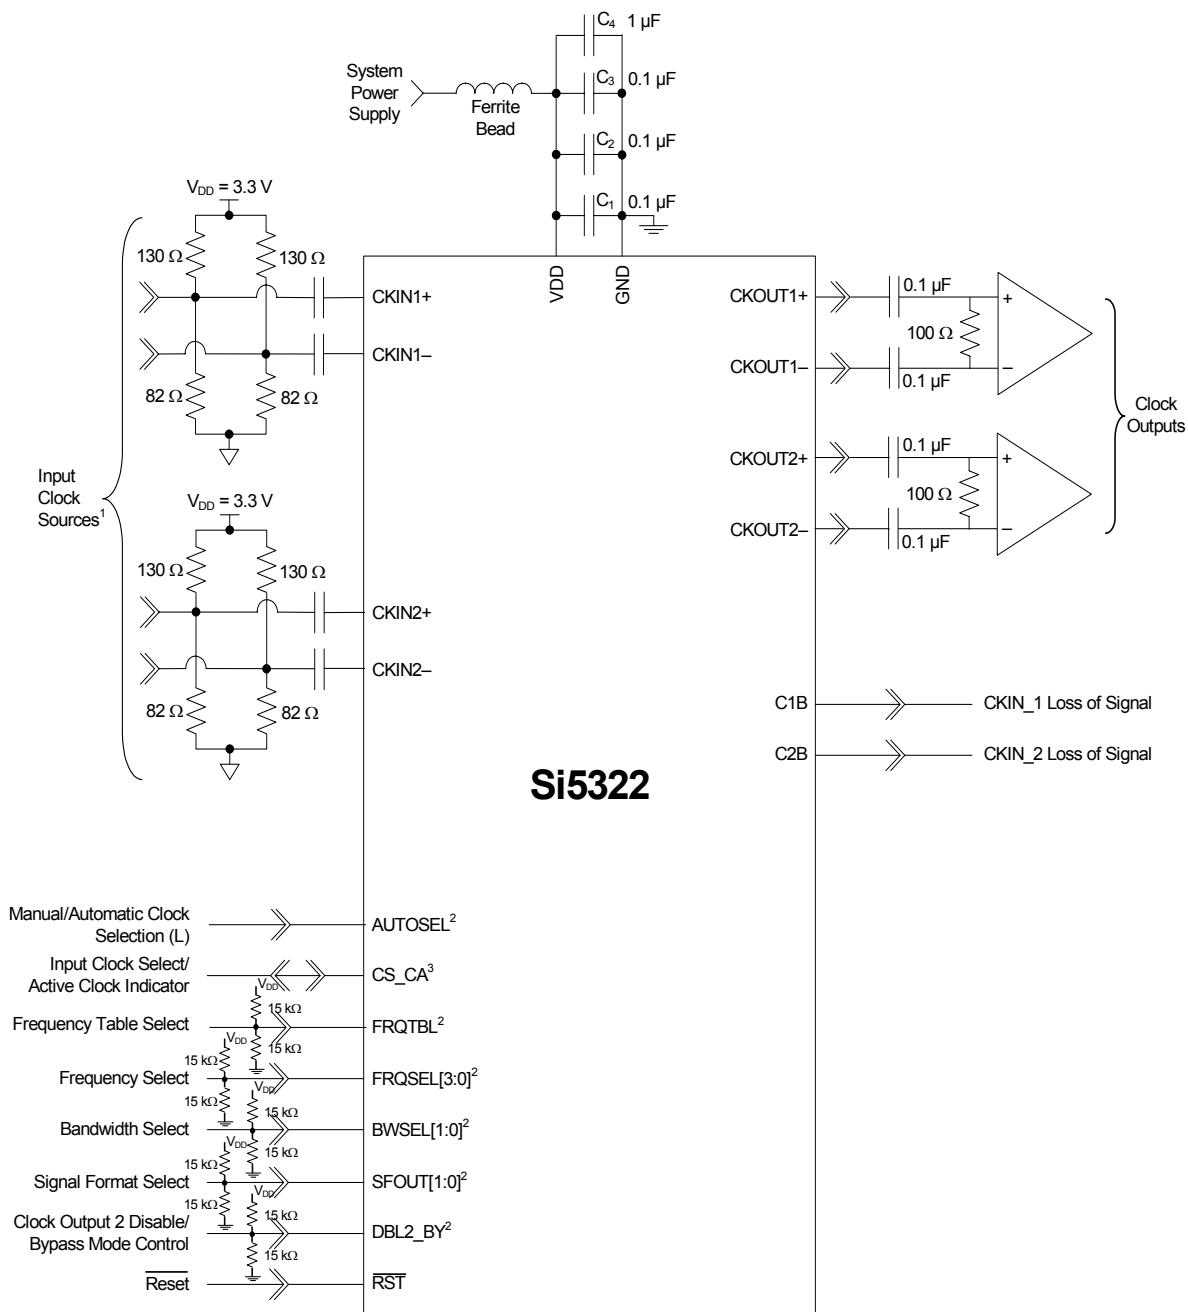 C4 1 µF
System
Power
Supply
Ferrite
Bead
C3 0.1 µF
C2 0.1 µF
C1 0.1 µF
VDD = 3.3 V
130 Ω
130 Ω
82 Ω
82 Ω
Input
Clock
Sources1
VDD = 3.3 V
130 Ω
130 Ω
82 Ω
82 Ω
VDD
GND
CKIN1+
CKIN1–
CKIN2+
CKIN2–
CKOUT1+
0.1 µF
+
100 Ω
CKOUT1–
–
0.1 µF
CKOUT2+
0.1 µF
+
100 Ω
CKOUT2–
–
0.1 µF
Clock
Outputs
C1B
CKIN_1 Loss of Signal
C2B
CKIN_2 Loss of Signal
Si5322
Manual/Automatic Clock
Selection (L)
AUTOSEL2
Input Clock Select/
Active Clock Indicator
CS_CA3
VDD
15 kΩ
Frequency Table Select
FRQTBL2
15 kΩ
VDD
15 kΩ
Frequency Select
FRQSEL[3:0]2
15 kΩ
VDD
15 kΩ
Bandwidth Select
BWSEL[1:0]2
15 kΩ
VDD
15 kΩ
Signal Format Select
SFOUT[1:0]2
15 kΩ
VDD
15 kΩ
Clock Output 2 Disable/
Bypass Mode Control
DBL2_BY2
15 kΩ
Reset
RST